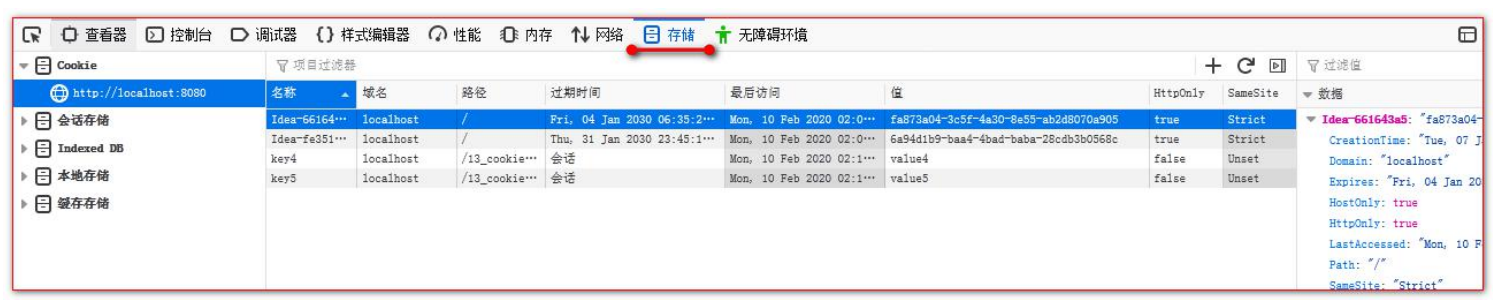 查看器 控制台 调试器 {} 样式编辑器 性能 内存 网络 存储 无障碍环境
Cookie 项目过滤器 过滤值
http://localhost:8080 名称 域名 路径 过期时间 最后访问 值 HttpOnly SameSite 数据
会话存储 Idea-66164… localhost / Fri, 04 Jan 2030 06:35:2… Mon, 10 Feb 2020 02:0… fa873a04-3c5f-4a30-8e55-ab2d8070a905 true Strict Idea-661643a5: "fa873a04-
Idea-fe351… localhost / Thu, 31 Jan 2030 23:45:1… Mon, 10 Feb 2020 02:0… 6a94d1b9-baa4-4bad-baba-28cdb3b0568c true Strict CreationTime: "Tue, 07 J
Indexed DB key4 localhost /13_cookie… 会话 Mon, 10 Feb 2020 02:1… value4 false Unset Domain: "localhost"
本地存储 key5 localhost /13_cookie… 会话 Mon, 10 Feb 2020 02:1… value5 false Unset Expires: "Fri, 04 Jan 20
缓存存储 HostOnly: true
HttpOnly: true
LastAccessed: "Mon, 10 F
Path: "/"
SameSite: "Strict"